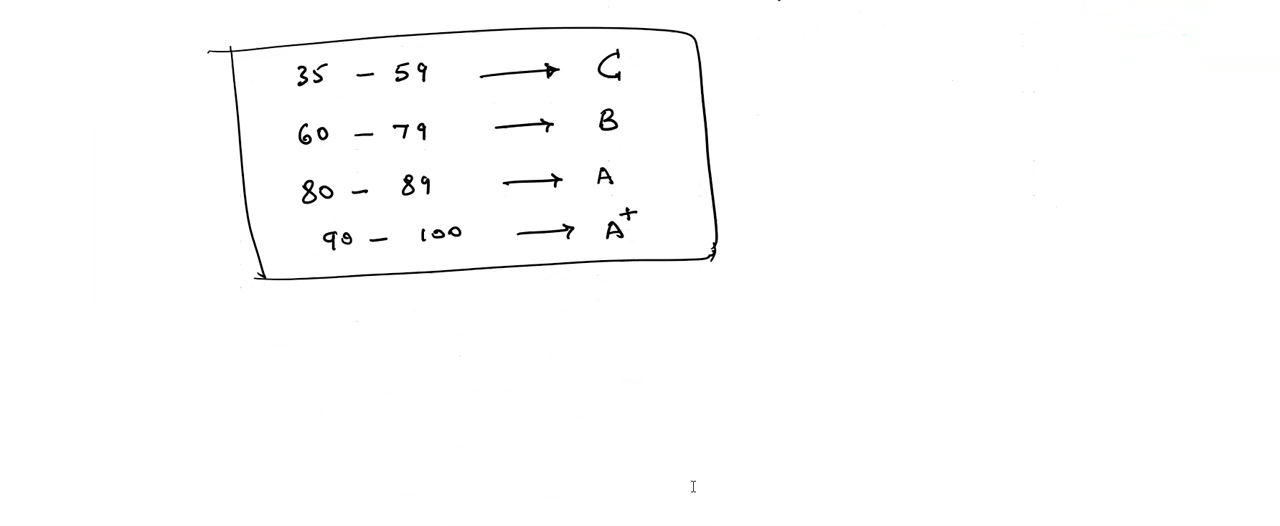 35 - 59 → C
60 - 79 → B
80 - 89 → A
90 - 100 → A+